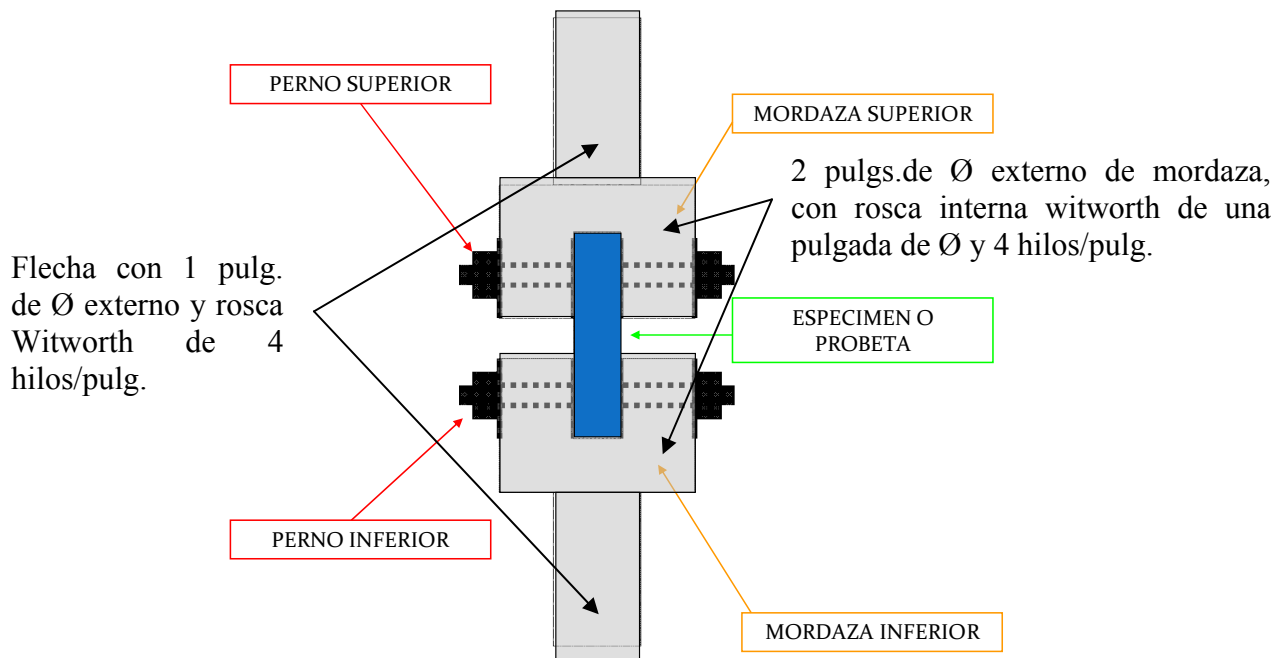 PERNO SUPERIOR
MORDAZA SUPERIOR
2 pulgs.de Ø externo de mordaza,
con rosca interna witworth de una
pulgada de Ø y 4 hilos/pulg.
Flecha con 1 pulg.
de Ø externo y rosca
Witworth de 4
hilos/pulg.
ESPECIMEN O
PROBETA
PERNO INFERIOR
MORDAZA INFERIOR